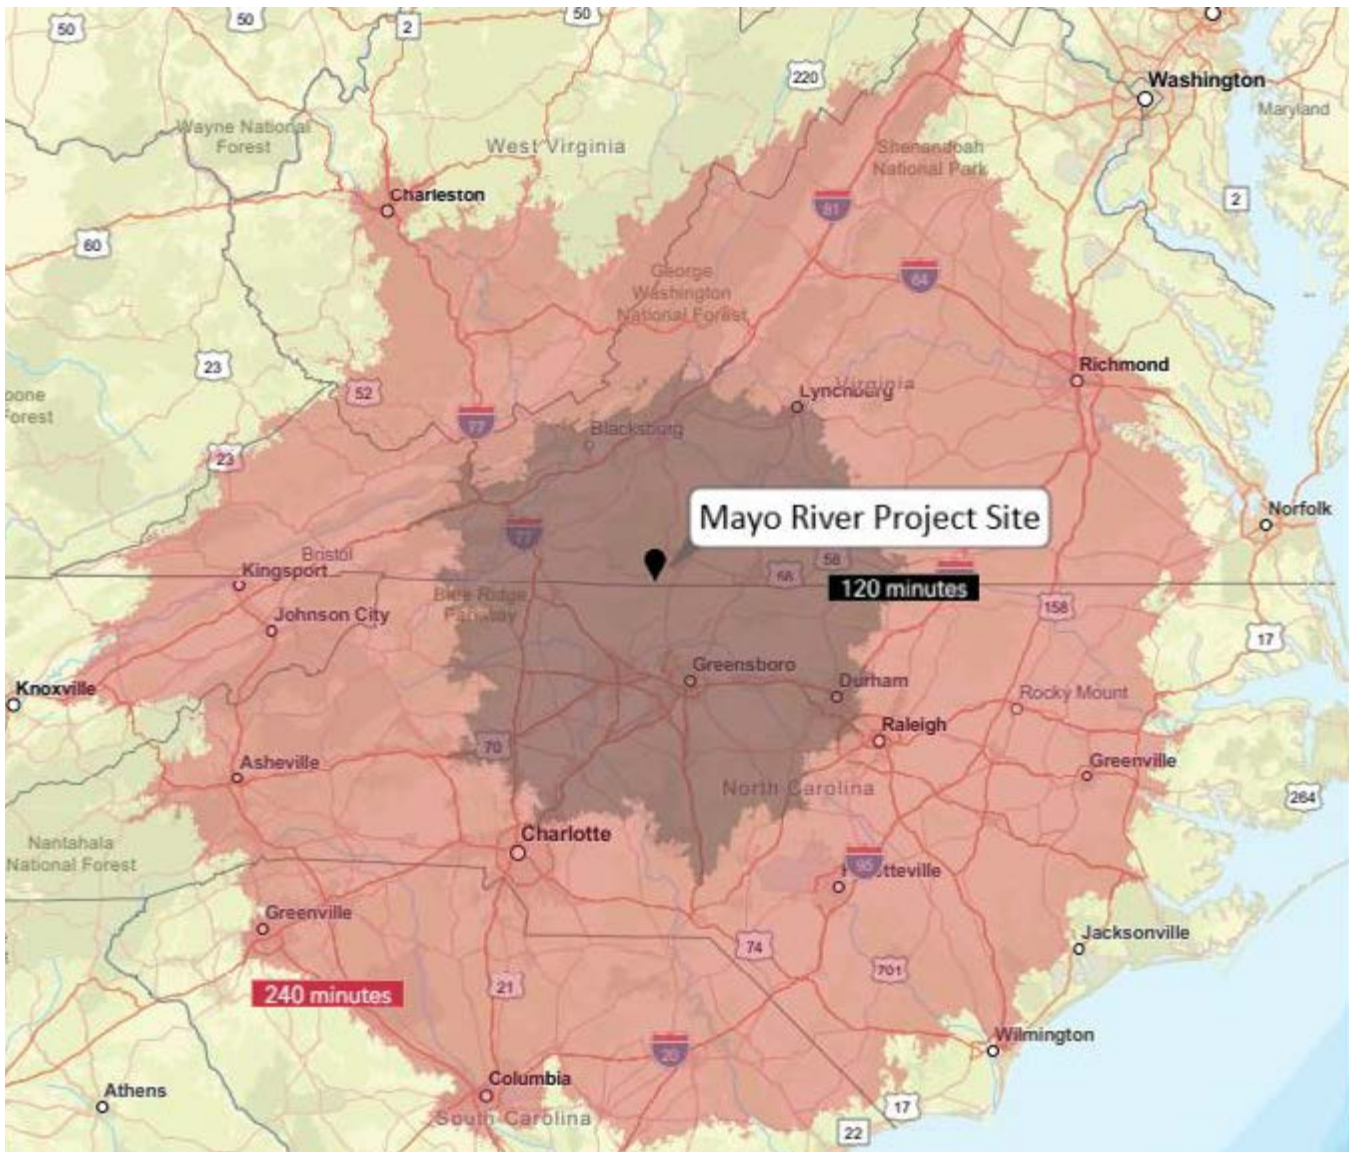 50
50
2
50
220
Washington
Maryland
Wayne National
Forest
West Virginia
Shenandoah
National Park
Charleston
81
2
60
64
George
Washington
National Forest
23
52
Richmond
Lynchburg
Virginia
Forest
77
Blacksburg
23
Mayo River Project Site
Norfolk
77
Bristol
58
Kingsport
120 minutes
Blue Ridge
Parkway
158
Johnson City
17
Greensboro
Knoxville
Durham
Rocky Mount
Raleigh
70
Asheville
Greenville
North Carolina
264
Charlotte
Nantahala
National Forest
95
Greenville
Jacksonville
74
701
240 minutes
21
Wilmington
20
Columbia
Athens
South Carolina
17
22